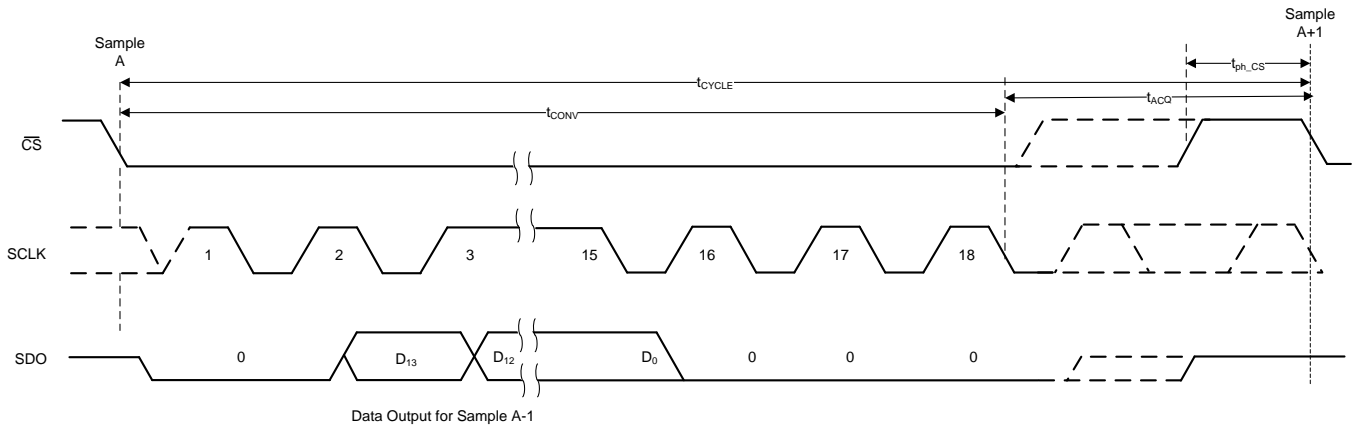 Sample
A
Sample
A+1
tph_CS
tCYCLE
tACQ
tCONV
CS
SCLK
1
2
3
15
16
17
18
SDO
0
D13
D12
D0
0
0
0
Data Output for Sample A-1